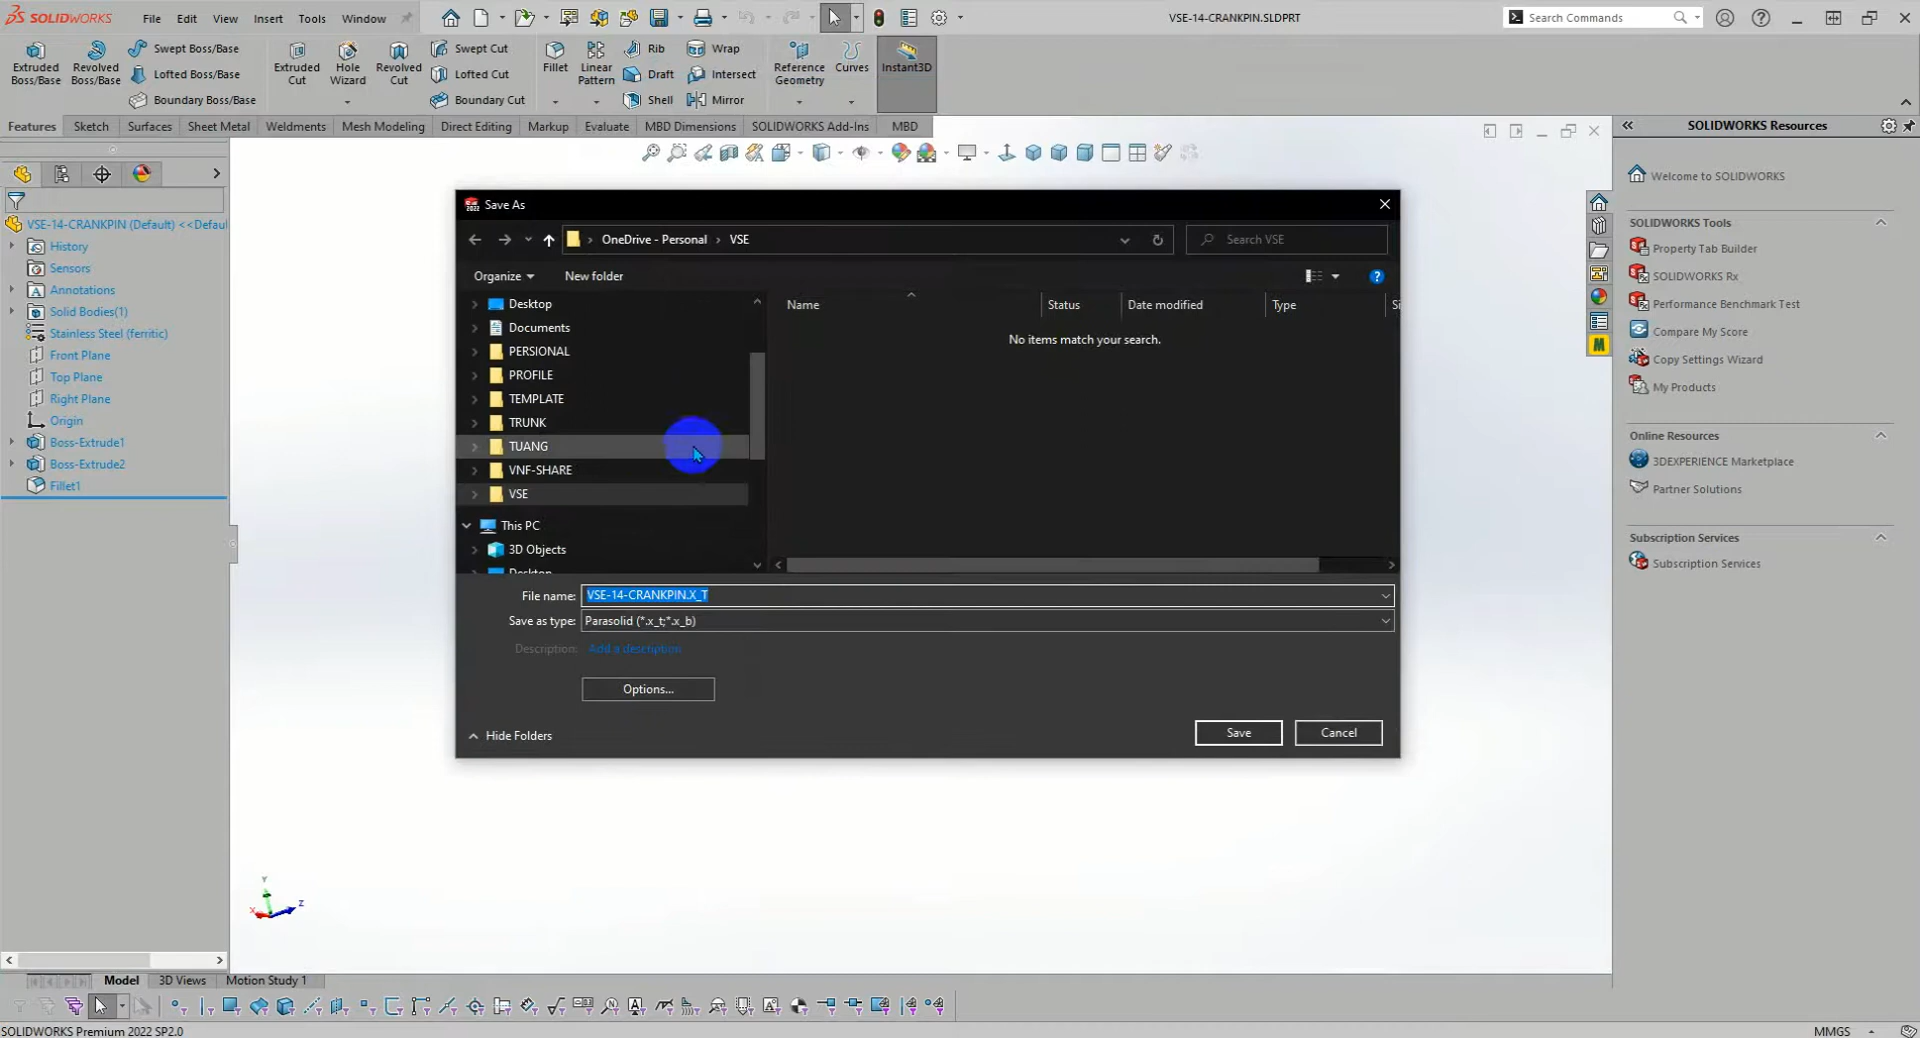 SOLIDWORKS File Edit View Insert Tools Window VSE-14-CRANKPIN.SLDPRT Search Commands
Extruded Boss/Base
Revolved Boss/Base
Swept Boss/Base
Lofted Boss/Base
Boundary Boss/Base
Extruded Cut
Hole Wizard
Revolved Cut
Swept Cut
Lofted Cut
Boundary Cut
Fillet
Linear Pattern
Rib
Draft
Shell
Wrap
Intersect
Mirror
Reference Geometry
Curves
Instant3D
Features Sketch Surfaces Sheet Metal Weldments Mesh Modeling Direct Editing Markup Evaluate MBD Dimensions SOLIDWORKS Add-Ins MBD
VSE-14-CRANKPIN (Default) <<Defau
History
Sensors
Annotations
Solid Bodies(1)
Stainless Steel (ferritic)
Front Plane
Top Plane
Right Plane
Origin
Boss-Extrude1
Boss-Extrude2
Fillet1
Save As
OneDrive - Personal › VSE
Search VSE
Organize New folder
Desktop
Documents
PERSIONAL
PROFILE
TEMPLATE
TRUNK
TUANG
VNF-SHARE
VSE
This PC
3D Objects
Desktop
Name Status Date modified Type Si
No items match your search.
File name: VSE-14-CRANKPIN.X_T
Save as type: Parasolid (*.x_t;*.x_b)
Description: Add a description
Options...
Hide Folders
Save Cancel
SOLIDWORKS Resources
Welcome to SOLIDWORKS
SOLIDWORKS Tools
Property Tab Builder
SOLIDWORKS Rx
Performance Benchmark Test
Compare My Score
Copy Settings Wizard
My Products
Online Resources
3DEXPERIENCE Marketplace
Partner Solutions
Subscription Services
Subscription Services
M
Y
X
Z
Model 3D Views Motion Study 1
SOLIDWORKS Premium 2022 SP2.0
MMGS